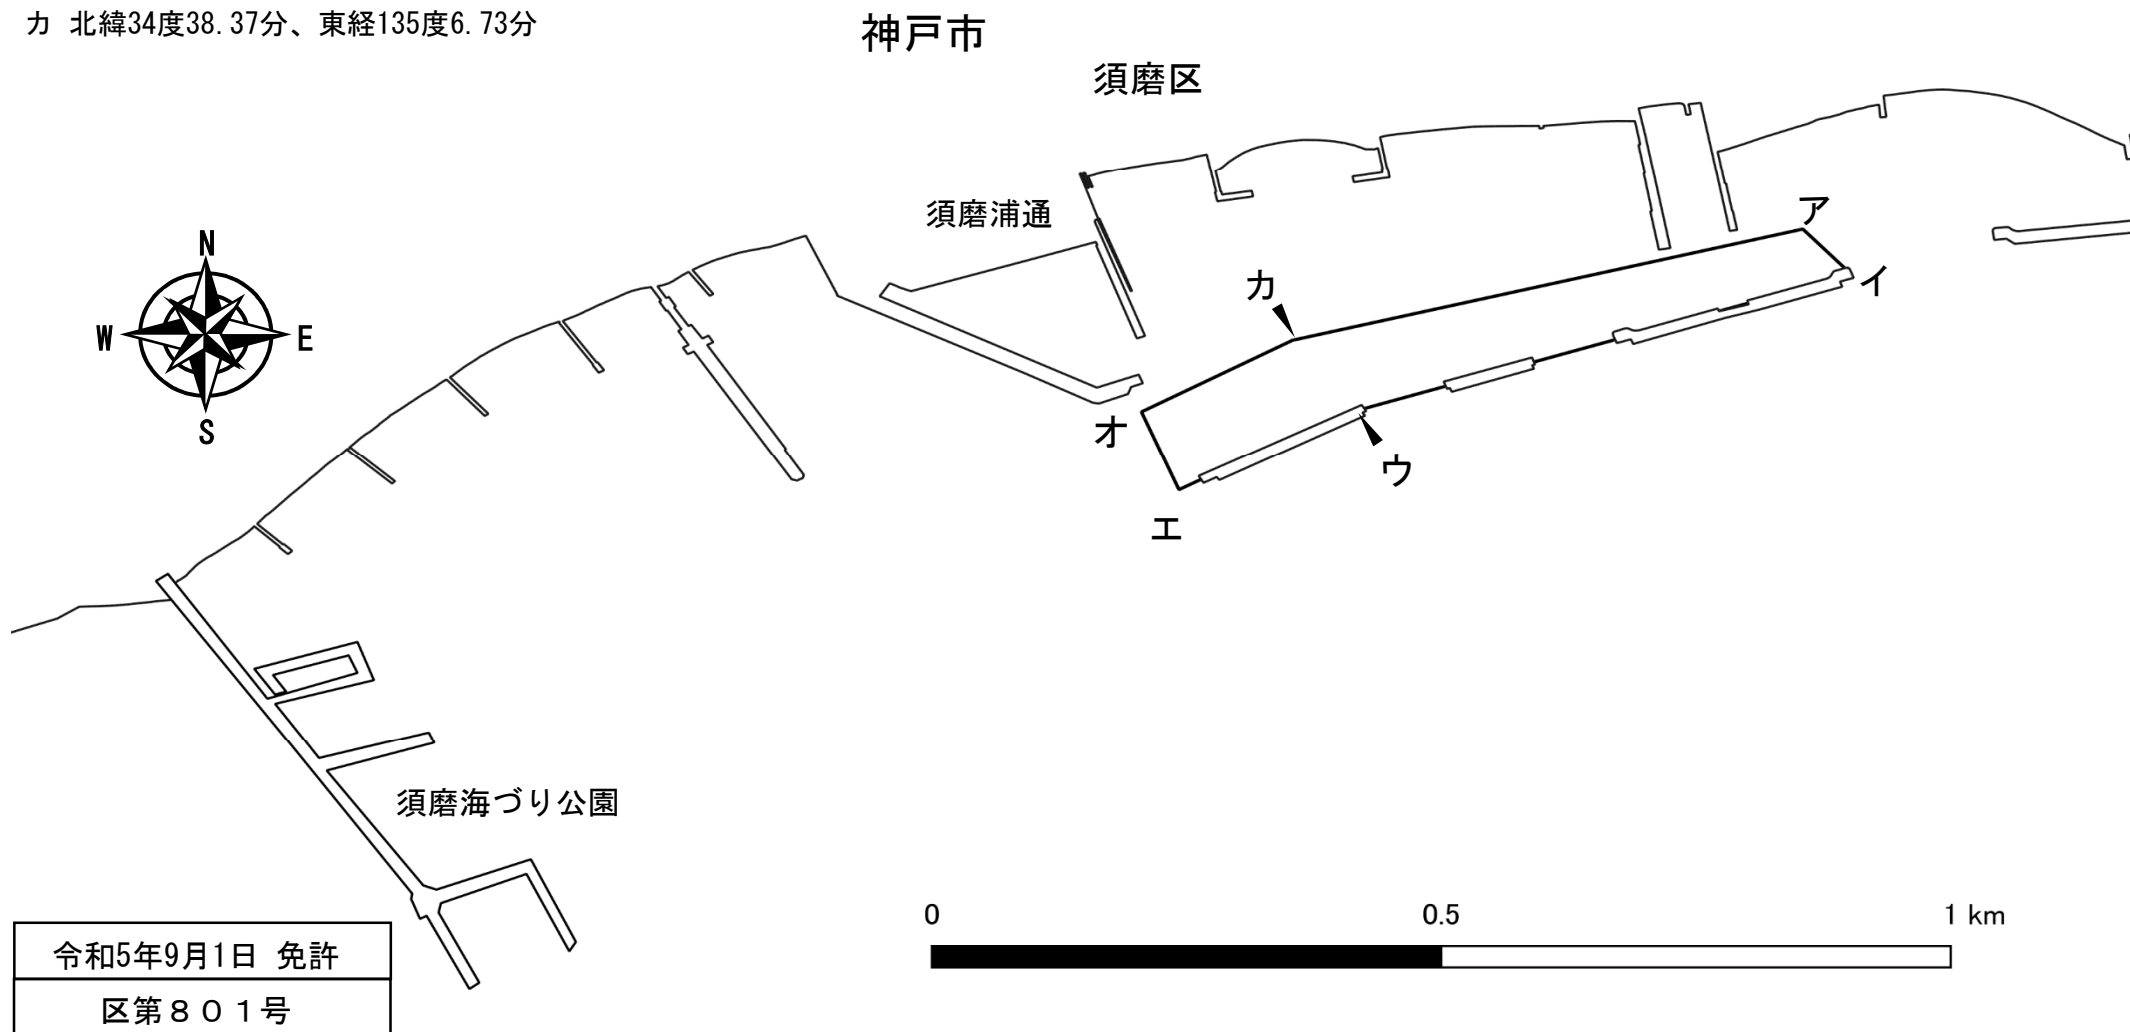 カ 北緯34度38.37分、東経135度6.73分
神戸市
須磨区
須磨浦通
ア
イ
カ
オ
ウ
エ
N
W
E
S
須磨海づり公園
0
0.5
1 km
令和5年9月1日 免許
区第８０１号